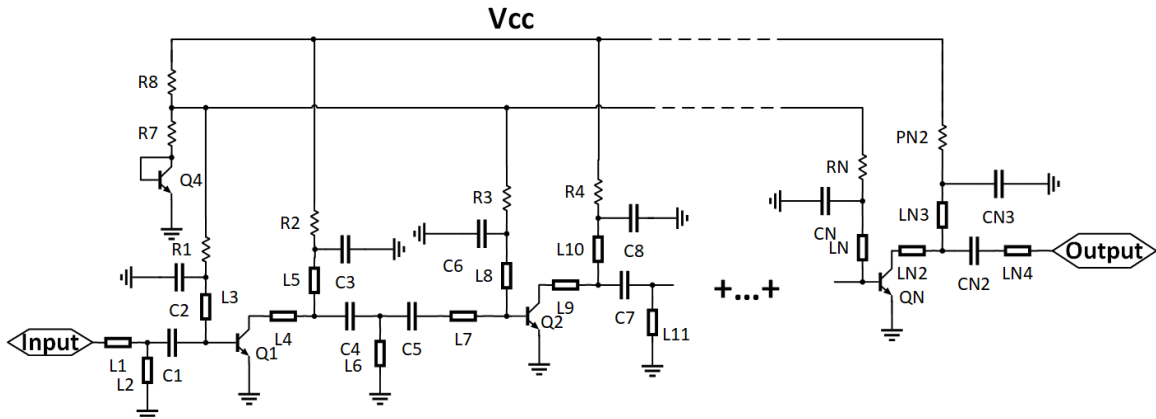 Vcc
R8
R7
Q4
R1
C2
L3
Input
L1
L2
C1
Q1
L4
R2
C3
L5
C4
L6
C5
L7
R3
C6
L8
Q2
L9
R4
C8
L10
C7
L11
+...+
RN
CN
LN
QN
LN2
PN2
LN3
CN3
CN2
LN4
Output